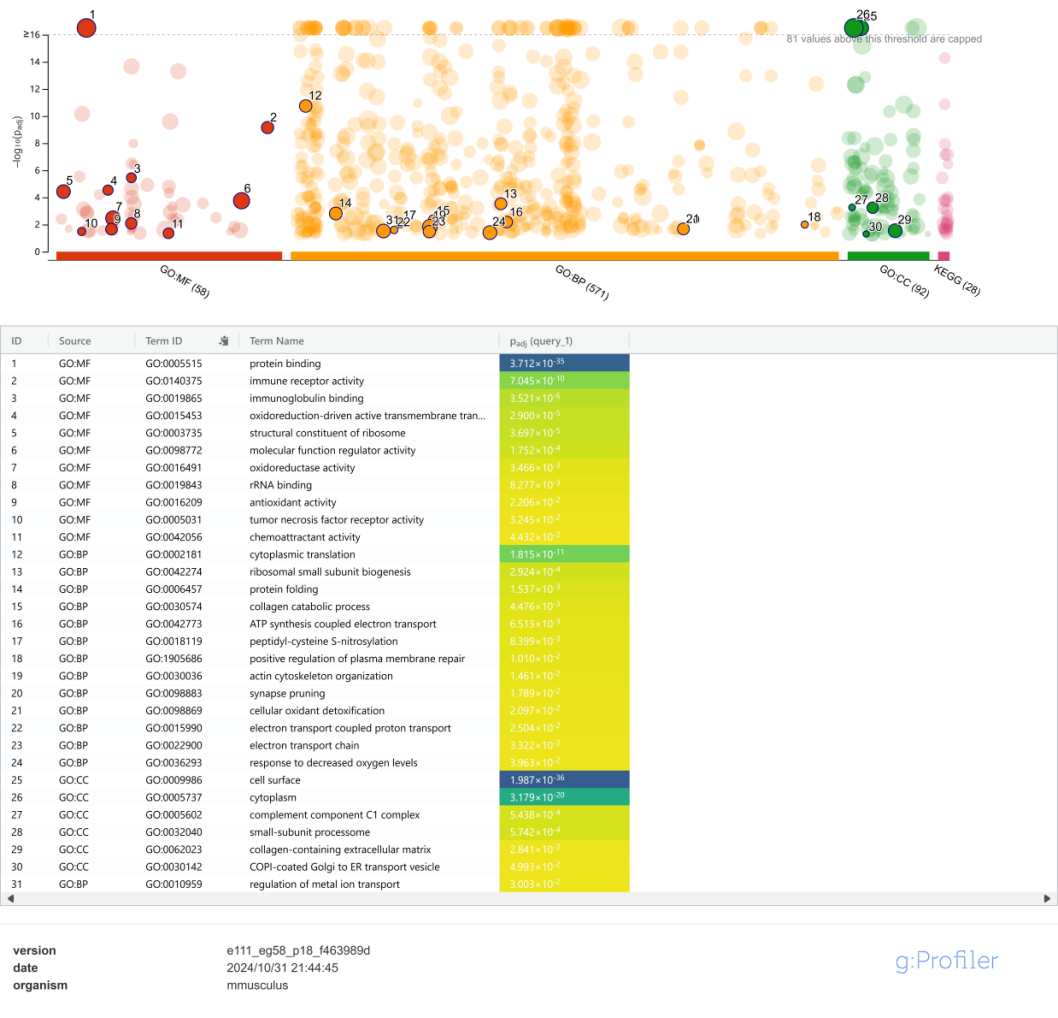 1
26 25
≥16
81 values above this threshold are capped
14
12
12
10
2
8
6
3
5
4
6
4
13
14
7
15
17
16
27
28
2
8
19
31 22
21
18
29
10
9
11
23
24
30
0
-log10(padj)
GO:MF (58)
GO:BP (571)
GO:CC (92)
KEGG (28)
ID Source Term ID Term Name padj (query_1)
1 GO:MF GO:0005515 protein binding 3.712×10-35
2 GO:MF GO:0140375 immune receptor activity 7.045×10-10
3 GO:MF GO:0019865 immunoglobulin binding 3.521×10-6
4 GO:MF GO:0015453 oxidoreduction-driven active transmembrane tran... 2.900×10-5
5 GO:MF GO:0003735 structural constituent of ribosome 3.697×10-5
6 GO:MF GO:0098772 molecular function regulator activity 1.752×10-4
7 GO:MF GO:0016491 oxidoreductase activity 3.466×10-3
8 GO:MF GO:0019843 rRNA binding 8.277×10-3
9 GO:MF GO:0016209 antioxidant activity 2.206×10-2
10 GO:MF GO:0005031 tumor necrosis factor receptor activity 3.245×10-2
11 GO:MF GO:0042056 chemoattractant activity 4.432×10-2
12 GO:BP GO:0002181 cytoplasmic translation 1.815×10-11
13 GO:BP GO:0042274 ribosomal small subunit biogenesis 2.924×10-4
14 GO:BP GO:0006457 protein folding 1.537×10-3
15 GO:BP GO:0030574 collagen catabolic process 4.476×10-3
16 GO:BP GO:0042773 ATP synthesis coupled electron transport 6.513×10-3
17 GO:BP GO:0018119 peptidyl-cysteine S-nitrosylation 8.399×10-3
18 GO:BP GO:1905686 positive regulation of plasma membrane repair 1.010×10-2
19 GO:BP GO:0030036 actin cytoskeleton organization 1.461×10-2
20 GO:BP GO:0098883 synapse pruning 1.789×10-2
21 GO:BP GO:0098869 cellular oxidant detoxification 2.097×10-2
22 GO:BP GO:0015990 electron transport coupled proton transport 2.504×10-2
23 GO:BP GO:0022900 electron transport chain 3.322×10-2
24 GO:BP GO:0036293 response to decreased oxygen levels 3.963×10-2
25 GO:CC GO:0009986 cell surface 1.987×10-36
26 GO:CC GO:0005737 cytoplasm 3.179×10-20
27 GO:CC GO:0005602 complement component C1 complex 5.438×10-4
28 GO:CC GO:0032040 small-subunit processome 5.742×10-4
29 GO:CC GO:0062023 collagen-containing extracellular matrix 2.841×10-2
30 GO:CC GO:0030142 COPI-coated Golgi to ER transport vesicle 4.993×10-2
31 GO:BP GO:0010959 regulation of metal ion transport 3.003×10-2
version e111_eg58_p18_f463989d
date 2024/10/31 21:44:45
organism mmusculus
g:Profiler